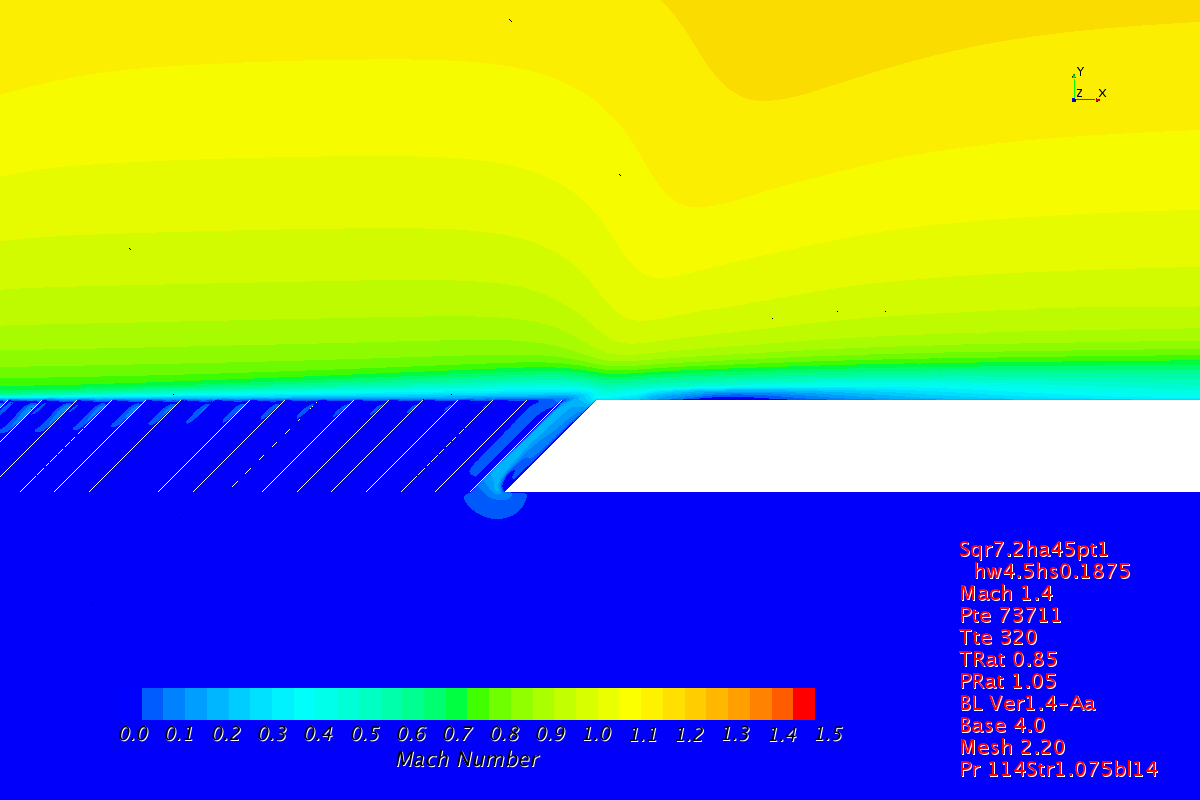 Y
Z X
Sqr7.2ha45pt1
hw4.5hs0.1875
Mach 1.4
Pte 73711
Tte 320
TRat 0.85
PRat 1.05
BL Ver1.4-Aa
Base 4.0
Mesh 2.20
Pr 114Str1.075bl14
0.0 0.1 0.2 0.3 0.4 0.5 0.6 0.7 0.8 0.9 1.0 1.1 1.2 1.3 1.4 1.5
Mach Number